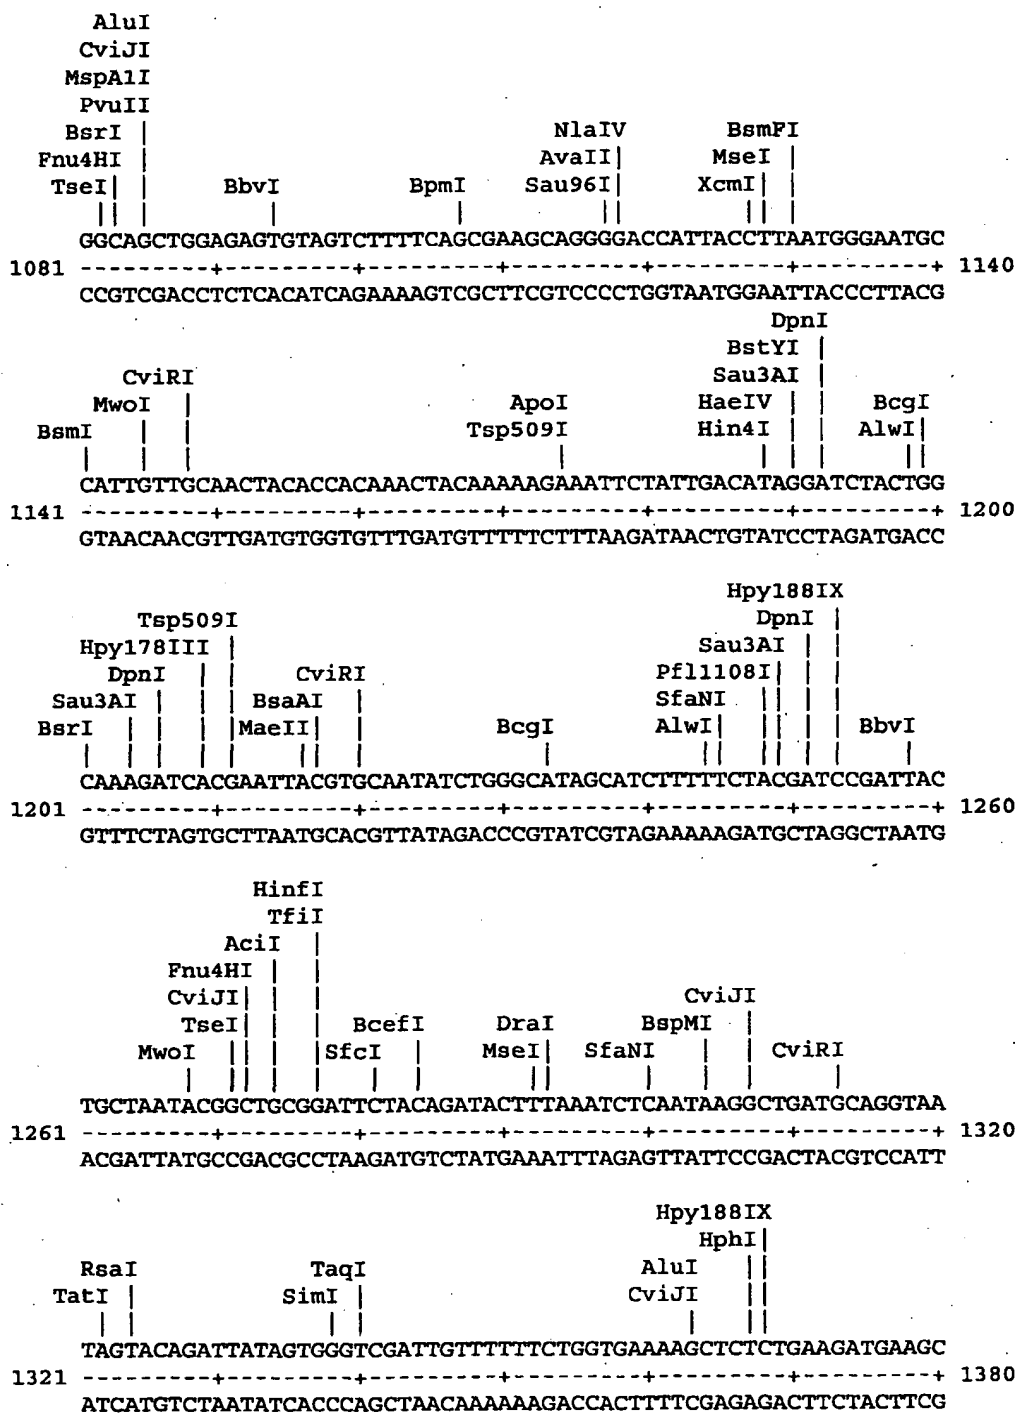 AluI
CviJI
MspA1I
PvuII
BsrI |
Fnu4HI |
TseI| | BbvI BpmI NlaIV AvaII Sau96I BsmFI MseI XcmI
GGCAGCTGGAGAGTGTAGTCTTTTCAGCGAAGCAGGGGACCATTACCTTAATGGGAATGC
1081 ---------+---------+---------+---------+---------+---------+ 1140
CCGTCGACCTCTCACATCAGAAAAGTCGCTTCGTCCCCTGGTAATGGAATTACCCTTACG
DpnI
BstYI |
CviRI Sau3AI |
MwoI | ApoI HaeIV | | BcgI
BsmI | | Tsp509I Hin4I | | AlwI |
CATTGTTGCAACTACACCACAAACTACAAAAAGAAATTCTATTGACATAGGATCTACTGG
1141 ---------+---------+---------+---------+---------+---------+ 1200
GTAACAACGTTGATGTGGTGTTTGATGTTTTTCTTTAAGATAACTGTATCCTAGATGACC
Hpy188IX
Tsp509I DpnI |
Hpy178III | Sau3AI | |
DpnI | | CviRI Pfl1108I| | |
Sau3AI | | | BsaAI | SfaNI || | |
BsrI | | | | MaeII| | BcgI AlwI | || | | BbvI
CAAAGATCACGAATTACGTGCAATATCTGGGCATAGCATCTTTTTCTACGATCCGATTAC
1201 ---------+---------+---------+---------+---------+---------+ 1260
GTTTCTAGTGCTTAATGCACGTTATAGACCCGTATCGTAGAAAAAGATGCTAGGCTAATG
HinfI
TfiI
AciI |
Fnu4HI | |
CviJI| | | CviJI
TseI| | | BcefI DraI BspMI |
MwoI || | |SfcI | MseI| SfaNI | | CviRI
TGCTAATACGGCTGCGGATTCTACAGATACTTTAAATCTCAATAAGGCTGATGCAGGTAA
1261 ---------+---------+---------+---------+---------+---------+ 1320
ACGATTATGCCGACGCCTAAGATGTCTATGAAATTTAGAGTTATTCCGACTACGTCCATT
Hpy188IX
HphI|
RsaI TaqI AluI ||
TatI | SimI | CviJI ||
TAGTACAGATTATAGTGGGTCGATTGTTTTTTCTGGTGAAAAGCTCTCTGAAGATGAAGC
1321 ---------+---------+---------+---------+---------+---------+ 1380
ATCATGTCTAATATCACCCAGCTAACAAAAAAGACCACTTTTCGAGAGACTTCTACTTCG